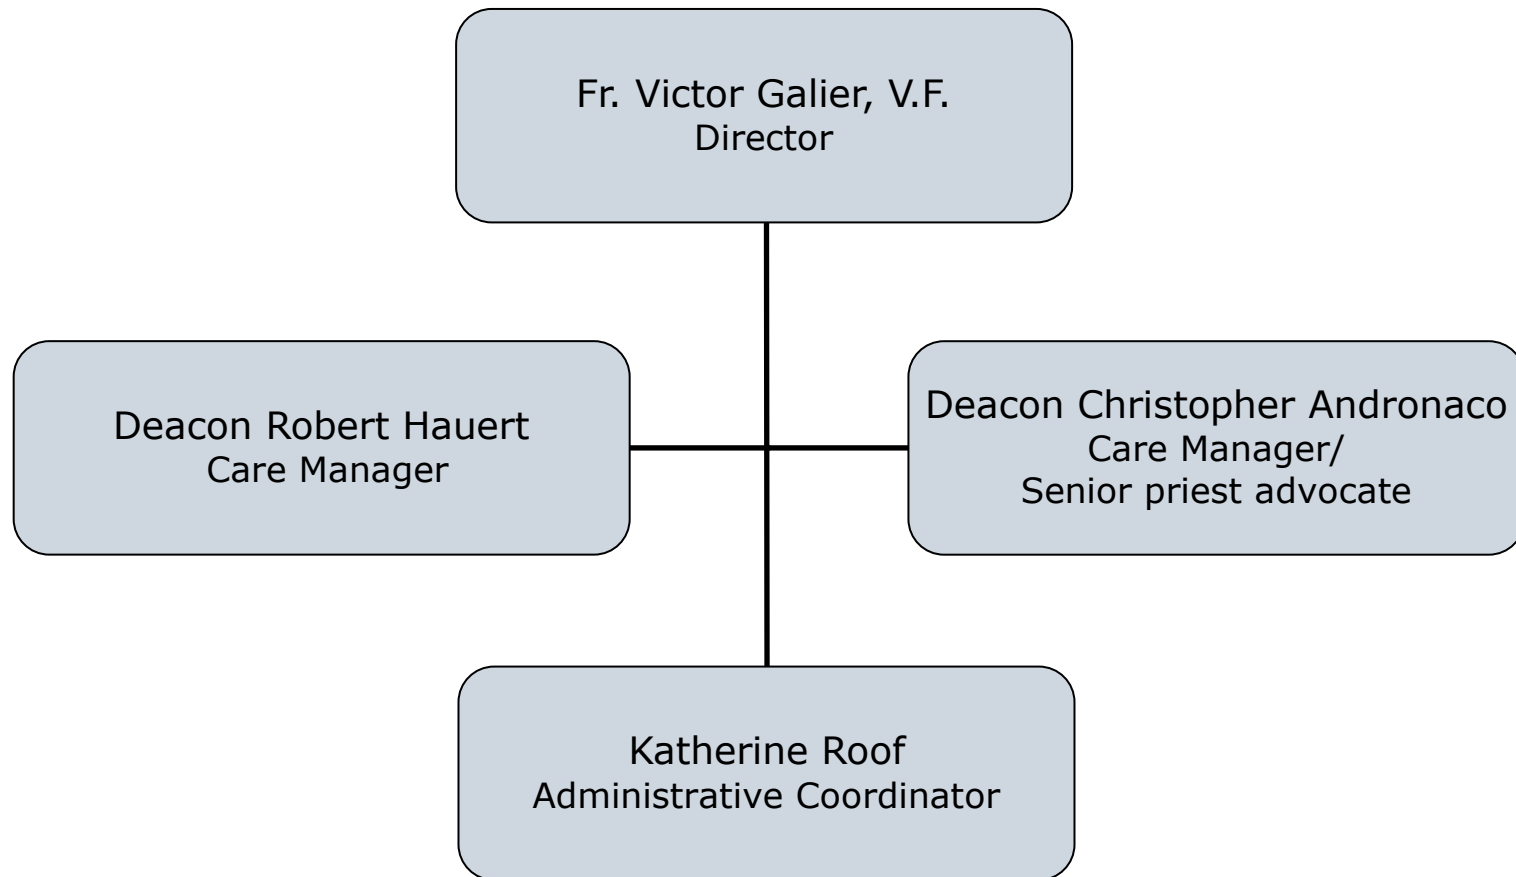 Fr. Victor Galier, V.F.
Director
Deacon Robert Hauert
Care Manager
Deacon Christopher Andronaco
Care Manager/
Senior priest advocate
Katherine Roof
Administrative Coordinator